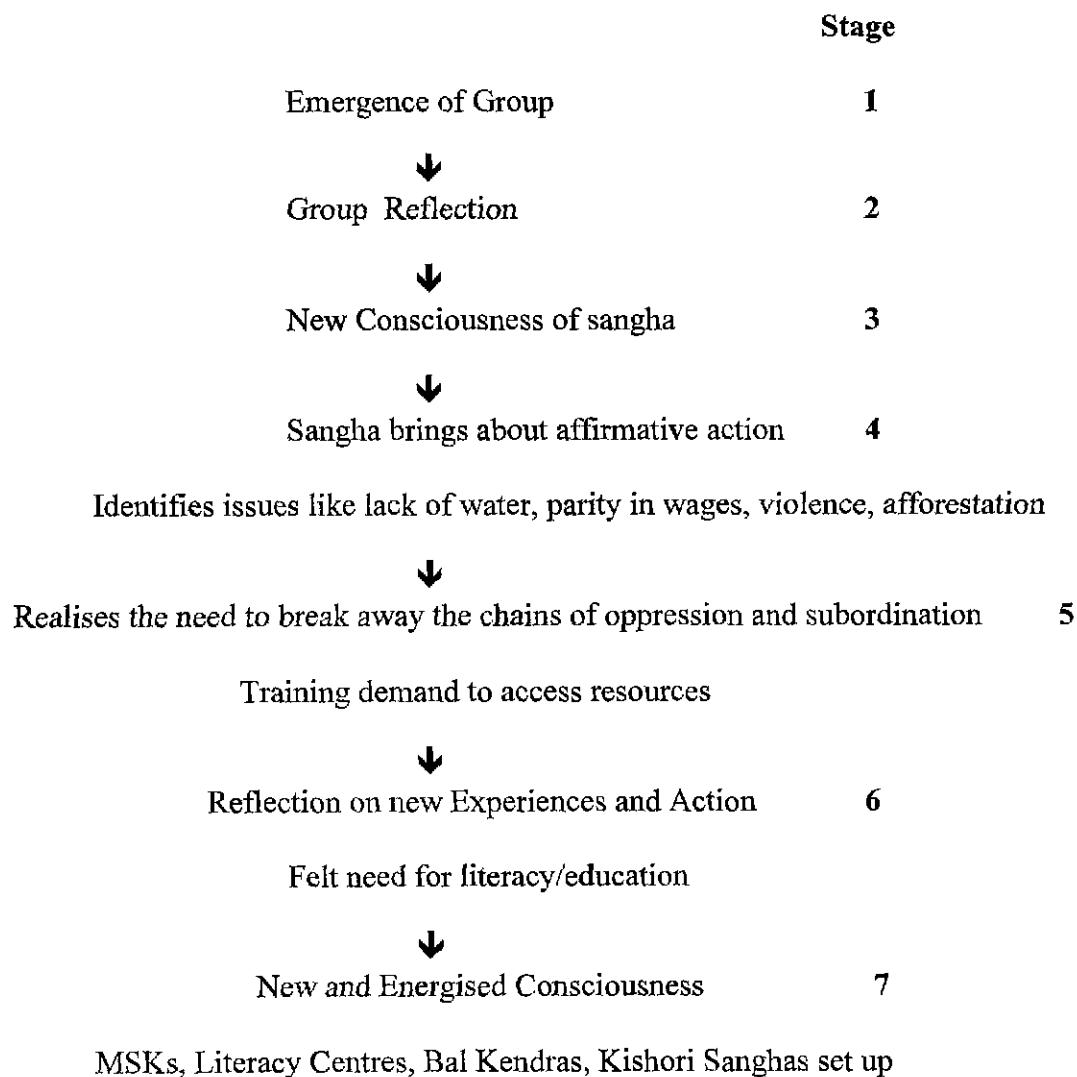 Stage
Emergence of Group 1
Group Reflection 2
New Consciousness of sangha 3
Sangha brings about affirmative action 4
Identifies issues like lack of water, parity in wages, violence, afforestation
Realises the need to break away the chains of oppression and subordination 5
Training demand to access resources
Reflection on new Experiences and Action 6
Felt need for literacy/education
New and Energised Consciousness 7
MSKs, Literacy Centres, Bal Kendras, Kishori Sanghas set up